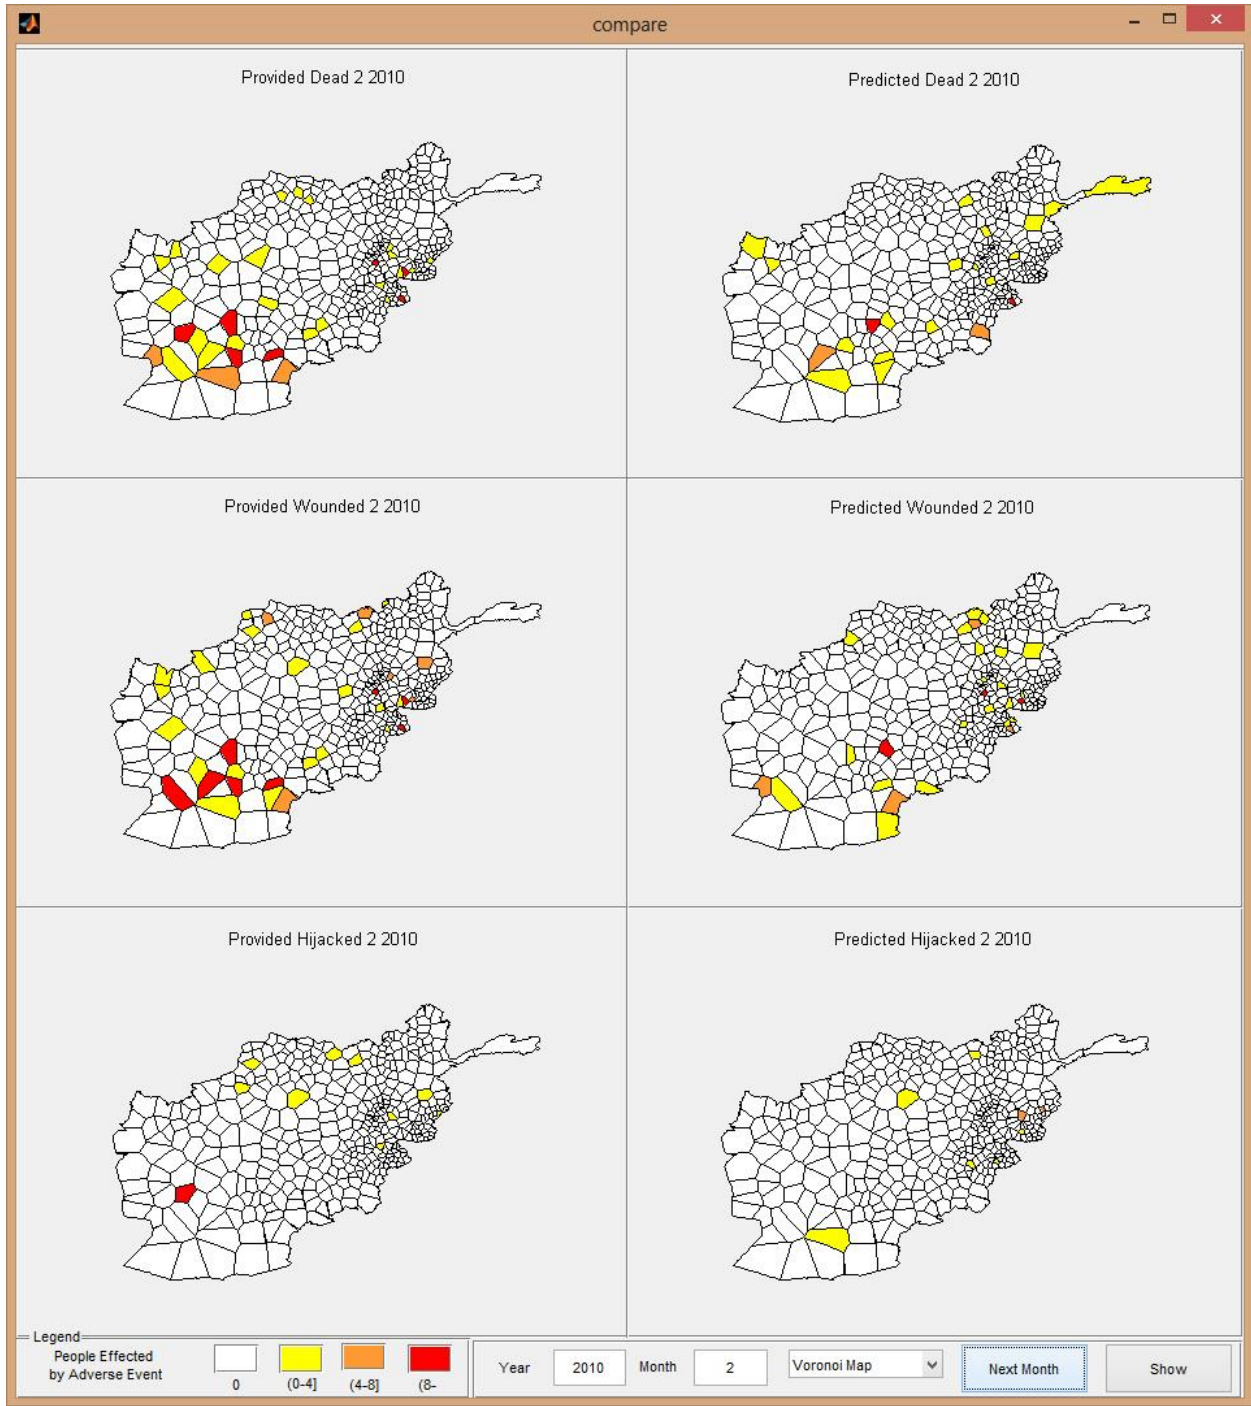 compare
Provided Dead 2 2010
Predicted Dead 2 2010
Provided Wounded 2 2010
Predicted Wounded 2 2010
Provided Hijacked 2 2010
Predicted Hijacked 2 2010
Legend
People Effected
by Adverse Event
0
(0-4]
(4-8]
(8-
Year
2010
Month
2
Voronoi Map
Next Month
Show